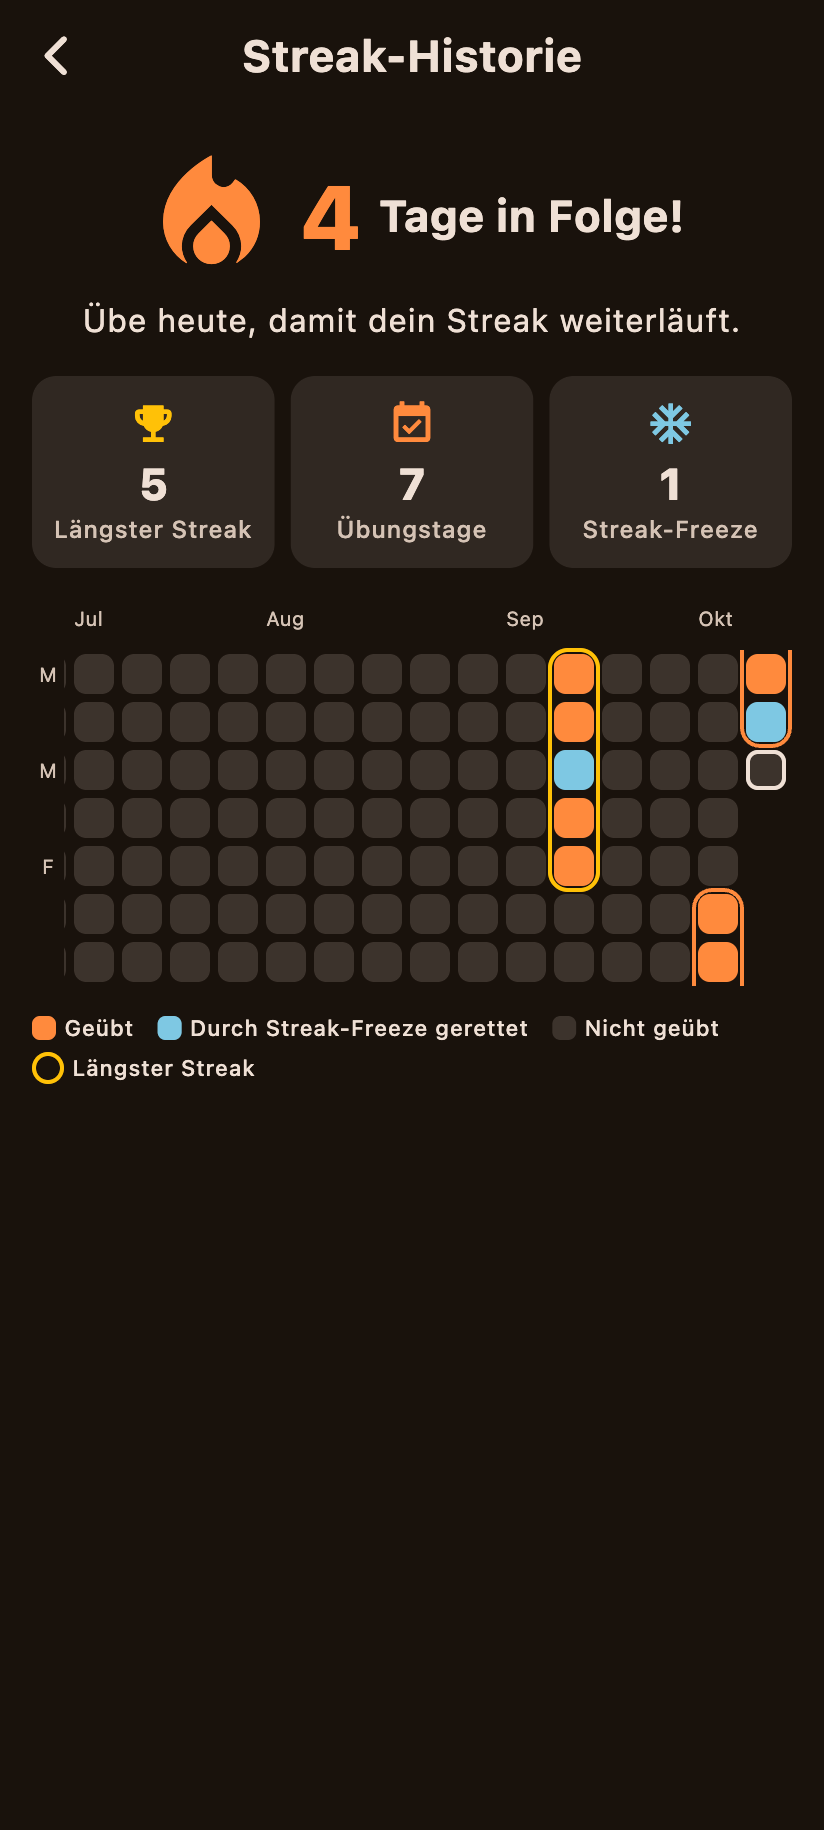 Streak-Historie
4 Tage in Folge!
Übe heute, damit dein Streak weiterläuft.
5 7 1
Längster Streak Übungstage Streak-Freeze
Jul Aug Sep Okt
M
M
F
Geübt Durch Streak-Freeze gerettet Nicht geübt
Längster Streak